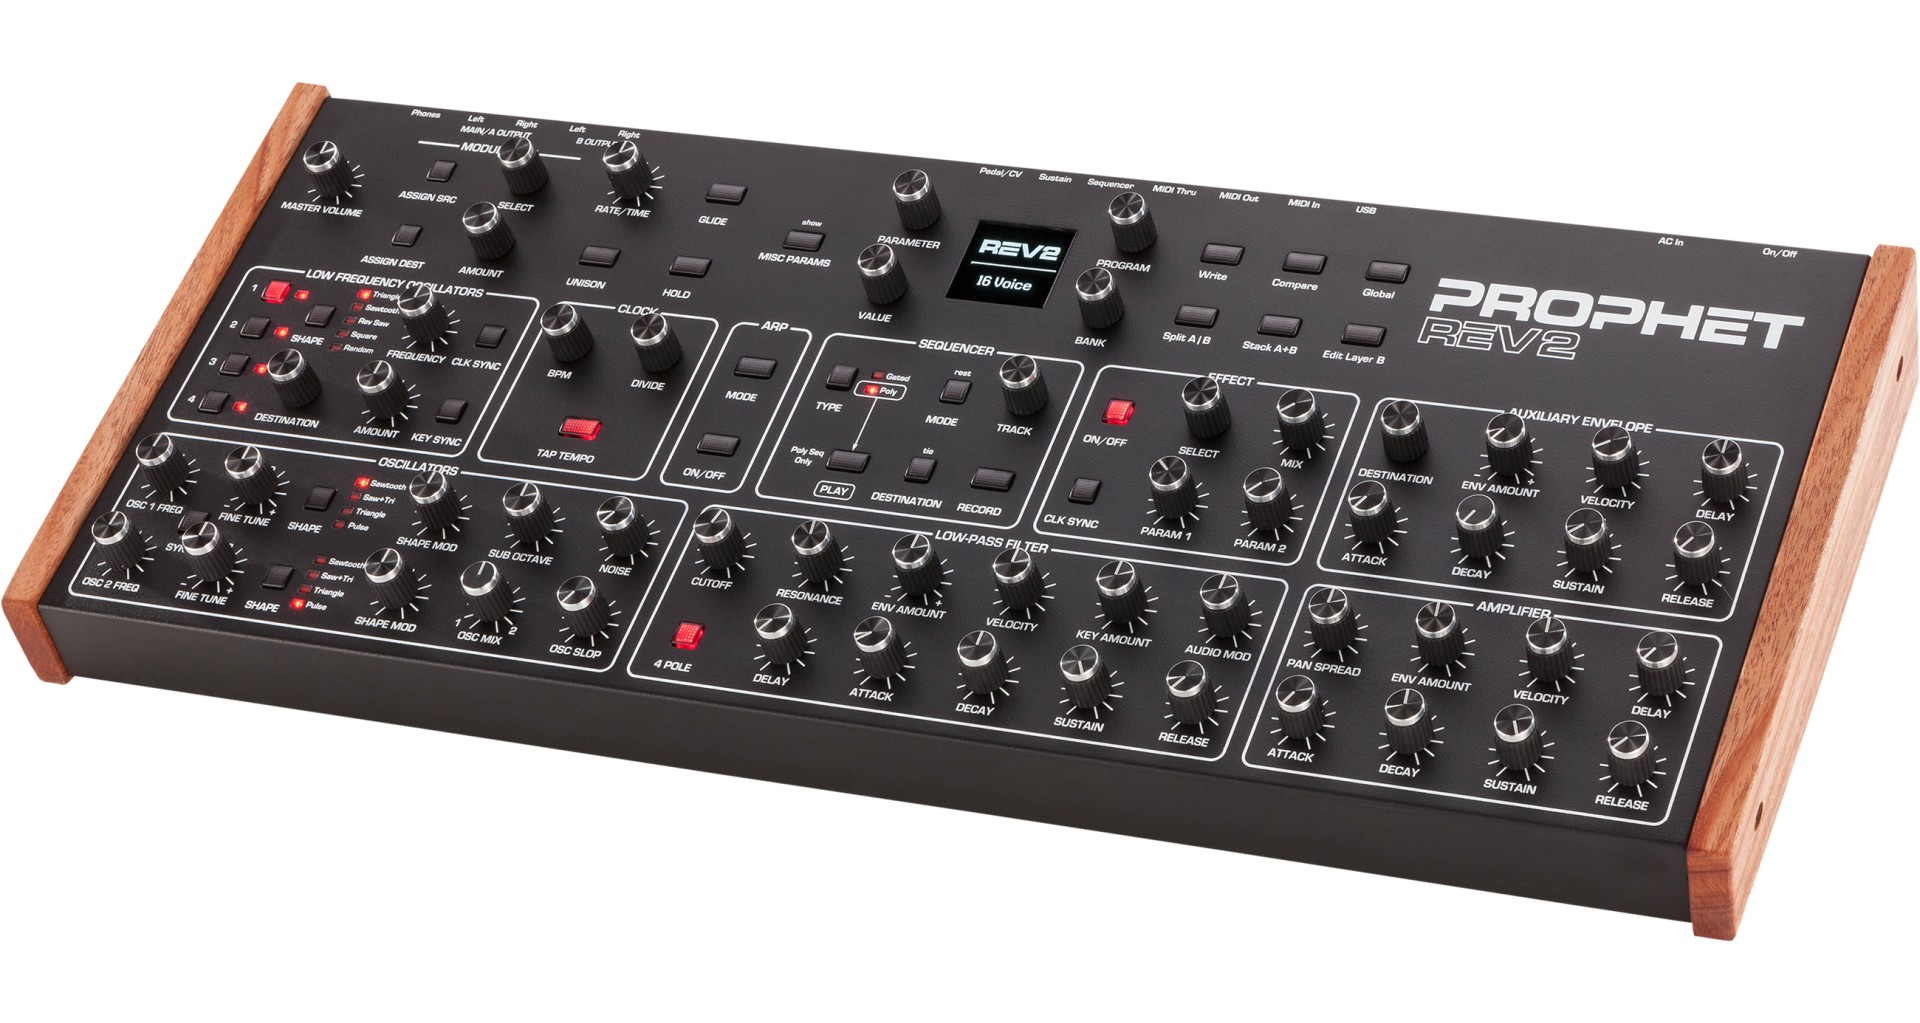 Phones
Left
Right
MAIN/A OUTPUT
Left
Right
B OUTPU
Pedal/CV
Sustain
Sequencer
MIDI Thru
MIDI Out
MIDI In
USB
AC In
On/Off
MASTER VOLUME
ASSIGN SRC
SELECT
RATE/TIME
GLIDE
ASSIGN DEST
AMOUNT
UNISON
HOLD
show
MISC PARAMS
PARAMETER
VALUE
REV2
16 Voice
PROGRAM
BANK
Write
Compare
Global
Split A|B
Stack A+B
Edit Layer B
PROPHET
REV2
LOW FREQUENCY OSCILLATORS
1
2
3
4
SHAPE
Triangle
Sawtooth
Rev Saw
Square
Random
FREQUENCY
CLK SYNC
DESTINATION
AMOUNT
KEY SYNC
CLOCK
BPM
DIVIDE
TAP TEMPO
ARP
MODE
ON/OFF
SEQUENCER
TYPE
Gated
Poly
rest
MODE
TRACK
Poly Seq
Only
PLAY
tie
DESTINATION
RECORD
EFFECT
ON/OFF
SELECT
MIX
CLK SYNC
PARAM 1
PARAM 2
AUXILIARY ENVELOPE
DESTINATION
- ENV AMOUNT +
VELOCITY
DELAY
ATTACK
DECAY
SUSTAIN
RELEASE
OSCILLATORS
OSC 1 FREQ
FINE TUNE +
SHAPE
Sawtooth
Saw+Tri
Triangle
Pulse
SHAPE MOD
SUB OCTAVE
NOISE
OSC 2 FREQ
FINE TUNE +
SHAPE
Sawtooth
Saw+Tri
Triangle
Pulse
SHAPE MOD
1 OSC MIX 2
OSC SLOP
LOW-PASS FILTER
CUTOFF
RESONANCE
- ENV AMOUNT +
VELOCITY
KEY AMOUNT
AUDIO MOD
4 POLE
DELAY
ATTACK
DECAY
SUSTAIN
RELEASE
AMPLIFIER
PAN SPREAD
ENV AMOUNT
VELOCITY
DELAY
ATTACK
DECAY
SUSTAIN
RELEASE